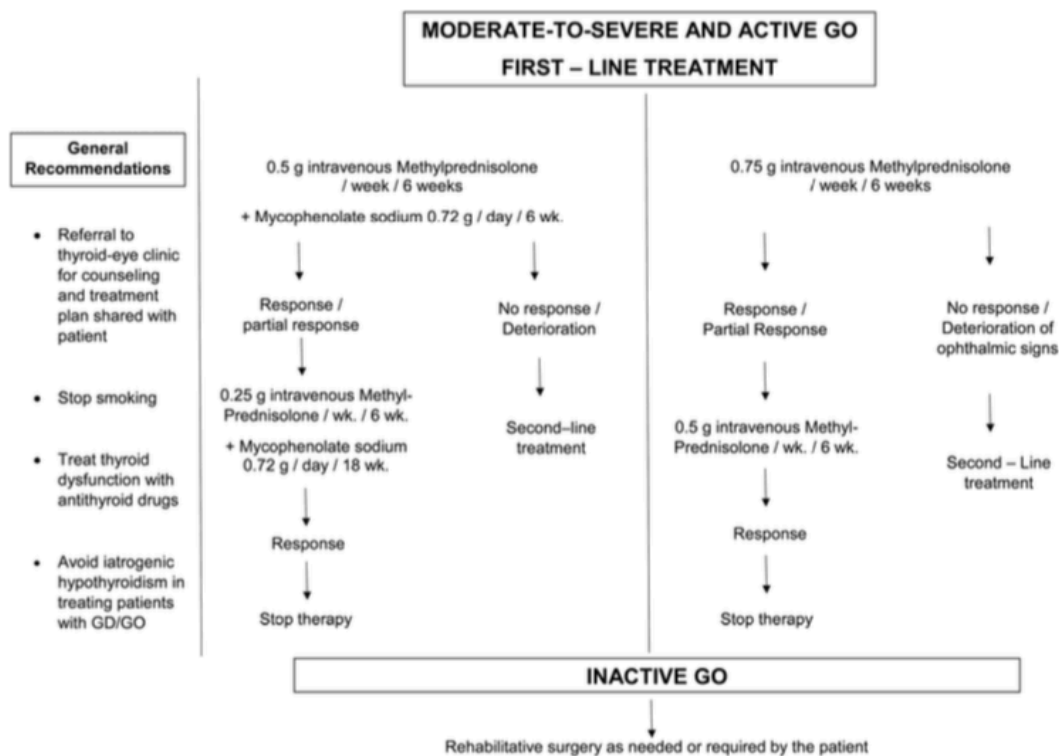 MODERATE-TO-SEVERE AND ACTIVE GO
FIRST – LINE TREATMENT
General
Recommendations
• Referral to
thyroid-eye clinic
for counseling
and treatment
plan shared with
patient
• Stop smoking
• Treat thyroid
dysfunction with
antithyroid drugs
• Avoid iatrogenic
hypothyroidism in
treating patients
with GD/GO
0.5 g intravenous Methylprednisolone
/ week / 6 weeks
+ Mycophenolate sodium 0.72 g / day / 6 wk.
Response /
partial response
0.25 g intravenous Methyl-
Prednisolone / wk. / 6 wk.
+ Mycophenolate sodium
0.72 g / day / 18 wk.
Response
Stop therapy
No response /
Deterioration
Second–line
treatment
0.75 g intravenous Methylprednisolone
/ week / 6 weeks
Response /
Partial Response
0.5 g intravenous Methyl-
Prednisolone / wk. / 6 wk.
Response
Stop therapy
No response /
Deterioration of
ophthalmic signs
Second – Line
treatment
INACTIVE GO
Rehabilitative surgery as needed or required by the patient